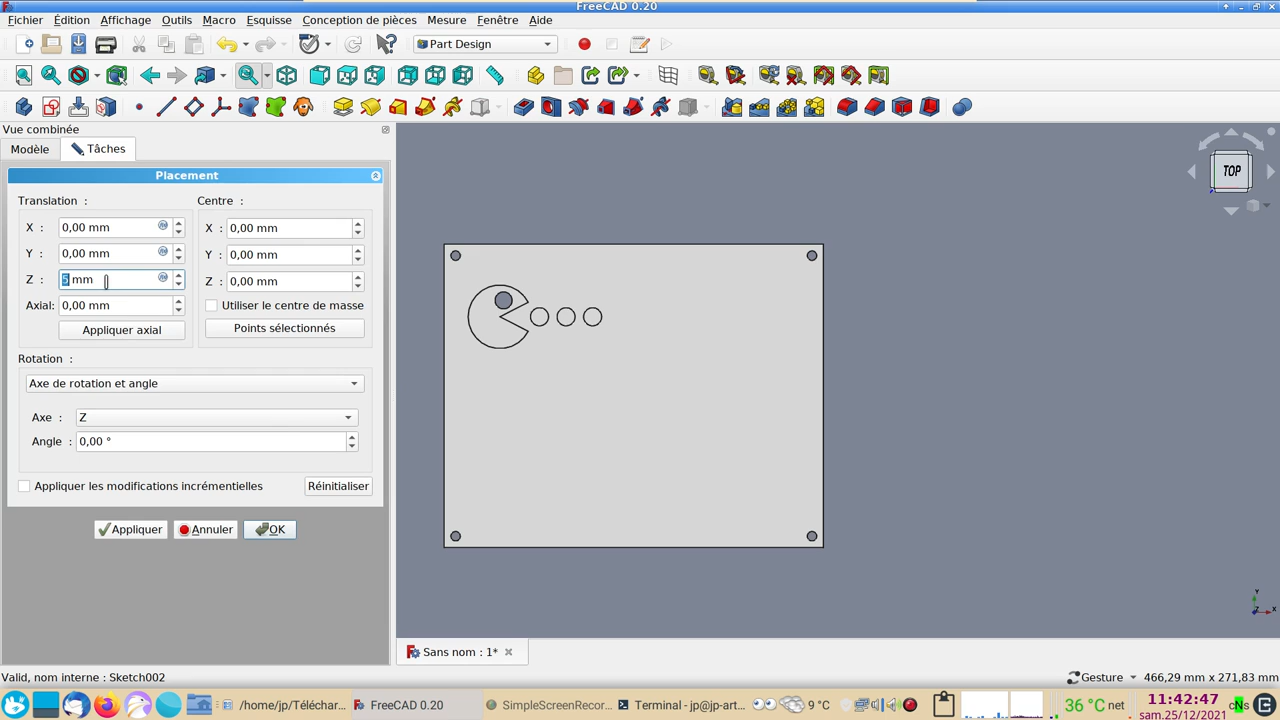 FreeCAD 0.20
Fichier Édition Affichage Outils Macro Esquisse Conception de pièces Mesure Fenêtre Aide
Part Design
Vue combinée
Modèle Tâches
Placement
Translation : Centre :
X : 0,00 mm X : 0,00 mm
Y : 0,00 mm Y : 0,00 mm
Z : 5 mm Z : 0,00 mm
Axial: 0,00 mm Utiliser le centre de masse
Appliquer axial Points sélectionnés
Rotation :
Axe de rotation et angle
Axe : Z
Angle : 0,00 °
Appliquer les modifications incrémentielles Réinitialiser
Appliquer Annuler OK
TOP
Y
Z X
Sans nom : 1*
Valid, nom interne : Sketch002 Gesture 466,29 mm x 271,83 mm
/home/jp/Téléchar... FreeCAD 0.20 SimpleScreenRecor... Terminal - jp@jp-art... 9 °C 36 °C net 11:42:47 cNs
sam.25/12/2021